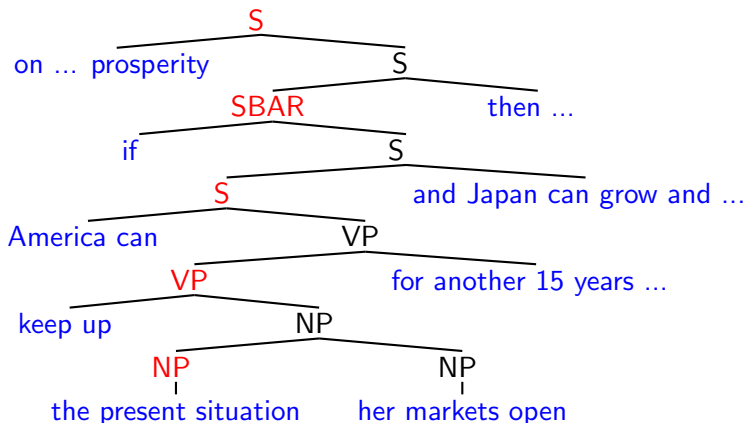 S
on ... prosperity S
SBAR then ...
if S
S and Japan can grow and ...
America can VP
VP for another 15 years ...
keep up NP
NP NP
the present situation her markets open